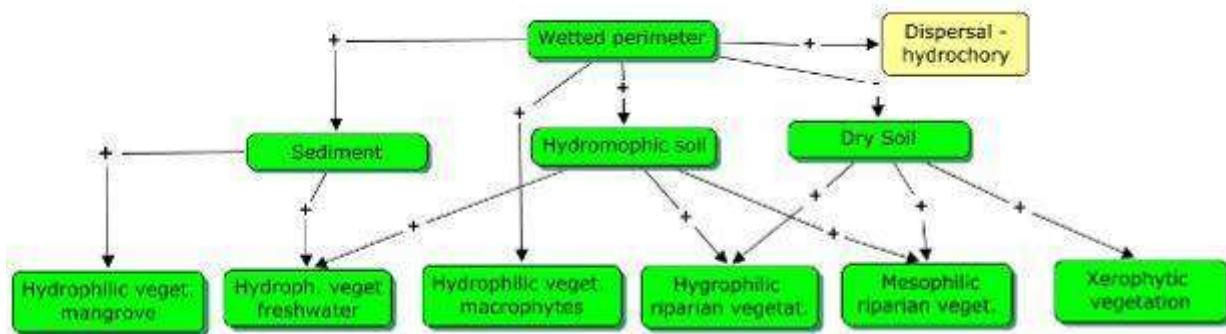 +
Wetted perimeter
+
Dispersal -
hydrochory
+
+
-
+
Sediment
Hydromophic soil
Dry Soil
+
+
+
+
+
+
+
Hydrophilic veget.
mangrove
Hydroph. veget
freshwater
Hydrophilic veget.
macrophytes
Hygrophilic
riparian vegetat.
Mesophilic
riparian veget.
Xerophytic
vegetation